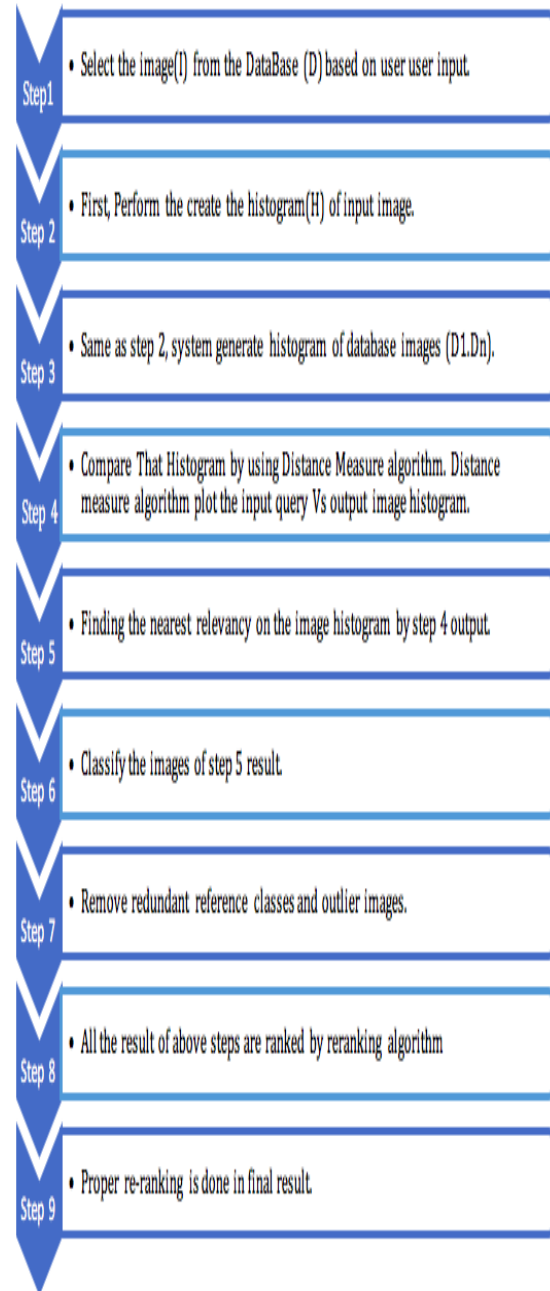 Step1
• Select the image(I) from the DataBase (D) based on user user input.
Step 2
• First, Perform the create the histogram(H) of input image.
Step 3
• Same as step 2, system generate histogram of database images (D1.Dn).
Step 4
• Compare That Histogram by using Distance Measure algorithm. Distance
measure algorithm plot the input query Vs output image histogram.
Step 5
• Finding the nearest relevancy on the image histogram by step 4 output.
Step 6
• Classify the images of step 5 result.
Step 7
• Remove redundant reference classes and outlier images.
Step 8
• All the result of above steps are ranked by reranking algorithm
Step 9
• Proper re-ranking is done in final result.